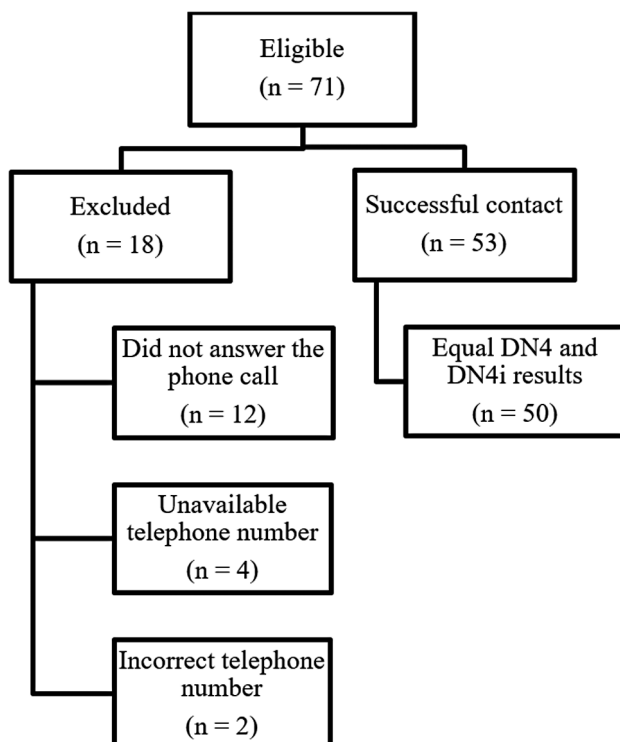 Eligible
(n = 71)
Excluded
(n = 18)
Successful contact
(n = 53)
Did not answer the
phone call
(n = 12)
Equal DN4 and
DN4i results
(n = 50)
Unavailable
telephone number
(n = 4)
Incorrect telephone
number
(n = 2)